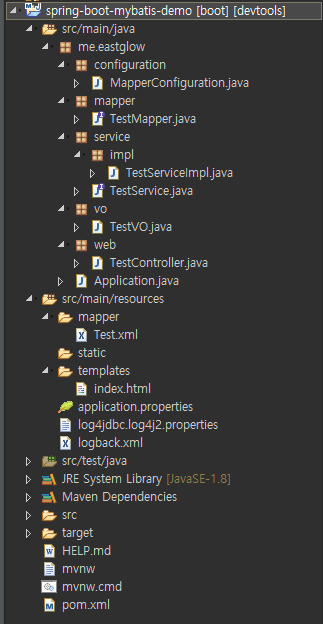 spring-boot-mybatis-demo [boot] [devtools]
src/main/java
me.eastglow
configuration
MapperConfiguration.java
mapper
TestMapper.java
service
impl
TestServiceImpl.java
TestService.java
vo
TestVO.java
web
TestController.java
Application.java
src/main/resources
mapper
Test.xml
static
templates
index.html
application.properties
log4jdbc.log4j2.properties
logback.xml
src/test/java
JRE System Library [JavaSE-1.8]
Maven Dependencies
src
target
HELP.md
mvnw
mvnw.cmd
pom.xml